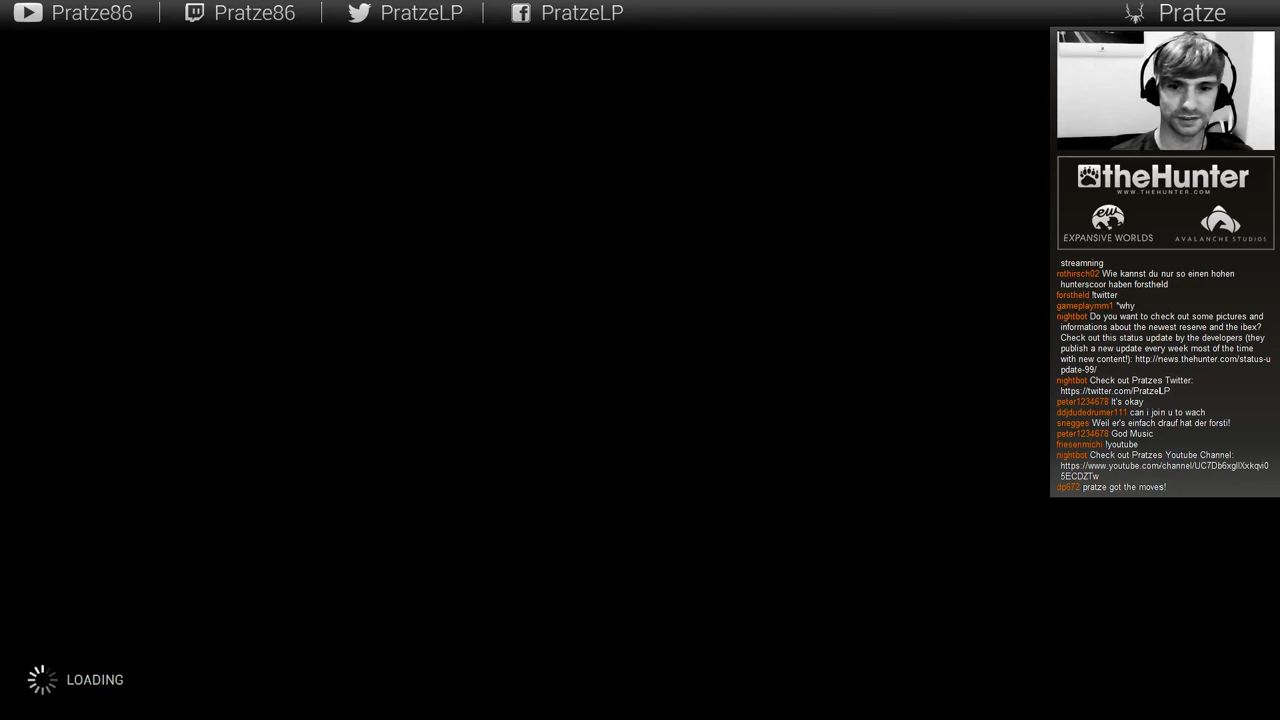 Pratze86
Pratze86
PratzeLP
PratzeLP
Pratze
theHunter
WWW.THEHUNTER.COM
ew
EXPANSIVE WORLDS
AVALANCHE STUDIOS
streamning
rothirsch02 Wie kannst du nur so einen hohen
hunterscoor haben forstheld
forstheld !twitter
gameplaymm1 *why
nightbot Do you want to check out some pictures and
informations about the newest reserve and the ibex?
Check out this status update by the developers (they
publish a new update every week most of the time
with new content!): http://news.thehunter.com/status-u
pdate-99/
nightbot Check out Pratzes Twitter:
https://twitter.com/PratzeLP
peter1234678 It's okay
ddjdudedrumer111 can i join u to wach
snegges Weil er's einfach drauf hat der forsti!
peter1234678 God Music
friesenmichi !youtube
nightbot Check out Pratzes Youtube Channel:
https://www.youtube.com/channel/UC7Db6xgllXxkqvi0
5ECDZTw
dp672 pratze got the moves!
LOADING